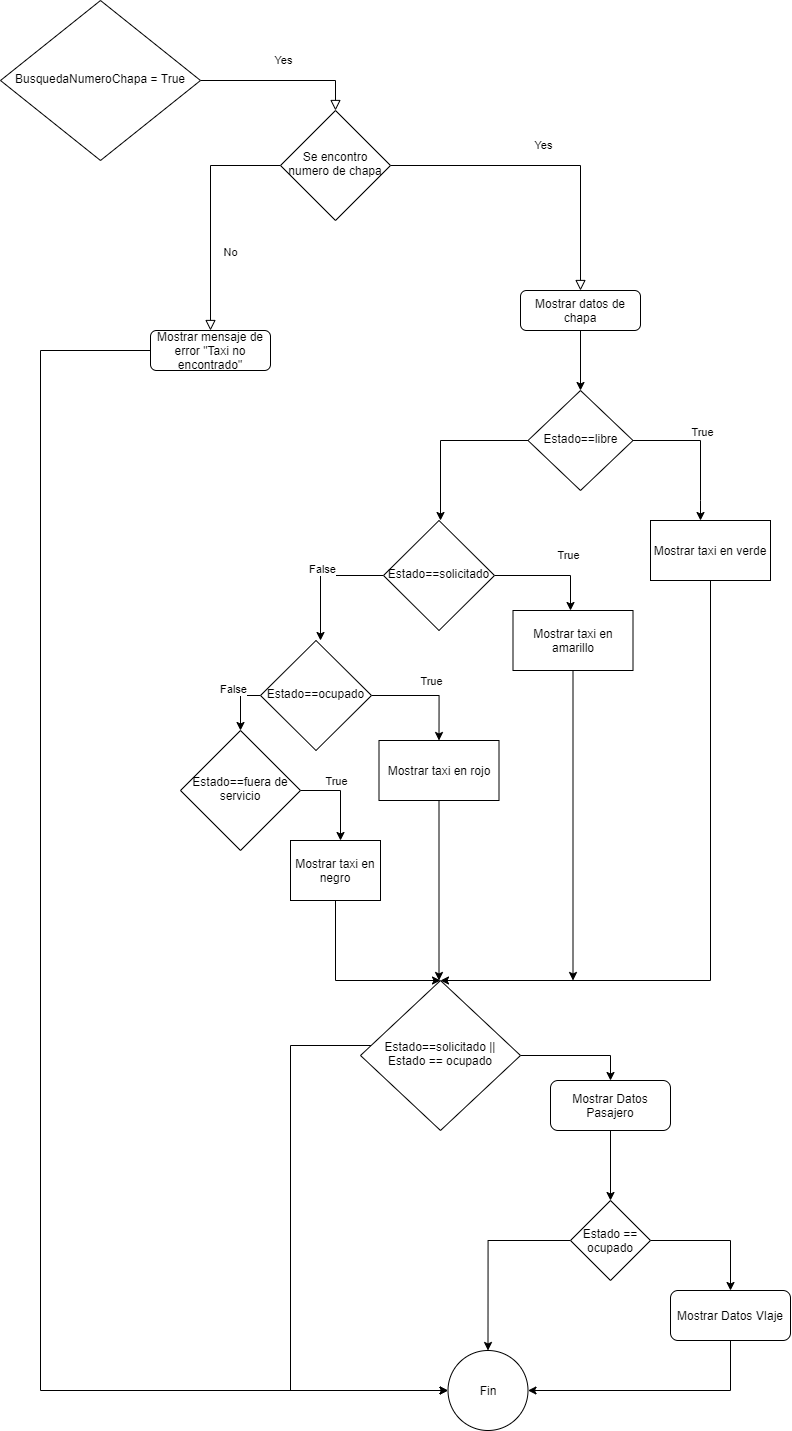 Yes
BusquedaNumeroChapa = True
Yes
Se encontro
numero de chapa
No
Mostrar datos de
chapa
Mostrar mensaje de
error "Taxi no
encontrado"
True
Estado==libre
Mostrar taxi en verde
True
False
Estado==solicitado
Mostrar taxi en
amarillo
True
False
Estado==ocupado
Mostrar taxi en rojo
True
Estado==fuera de
servicio
Mostrar taxi en
negro
Estado==solicitado ||
Estado == ocupado
Mostrar Datos
Pasajero
Estado ==
ocupado
Mostrar Datos VIaje
Fin